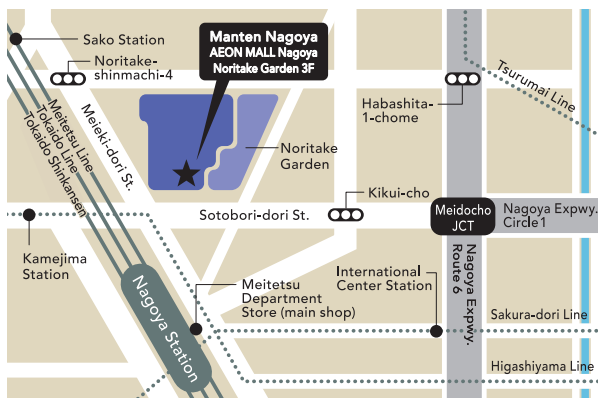 Sako Station
Noritake-
shinmachi-4
Manten Nagoya
AEON MALL Nagoya
Noritake Garden 3F
Habashita-
1-chome
Tsurumai Line
Meieki-dori St.
Meitetsu Line
Tokaido Line
Tokaido Shinkansen
Noritake
Garden
Kikui-cho
Sotobori-dori St.
Meidocho
JCT
Nagoya Expwy.
Circle1
Kamejima
Station
Nagoya Station
Meitetsu
Department
Store (main shop)
International
Center Station
Nagoya Expwy.
Route 6
Sakura-dori Line
Higashiyama Line